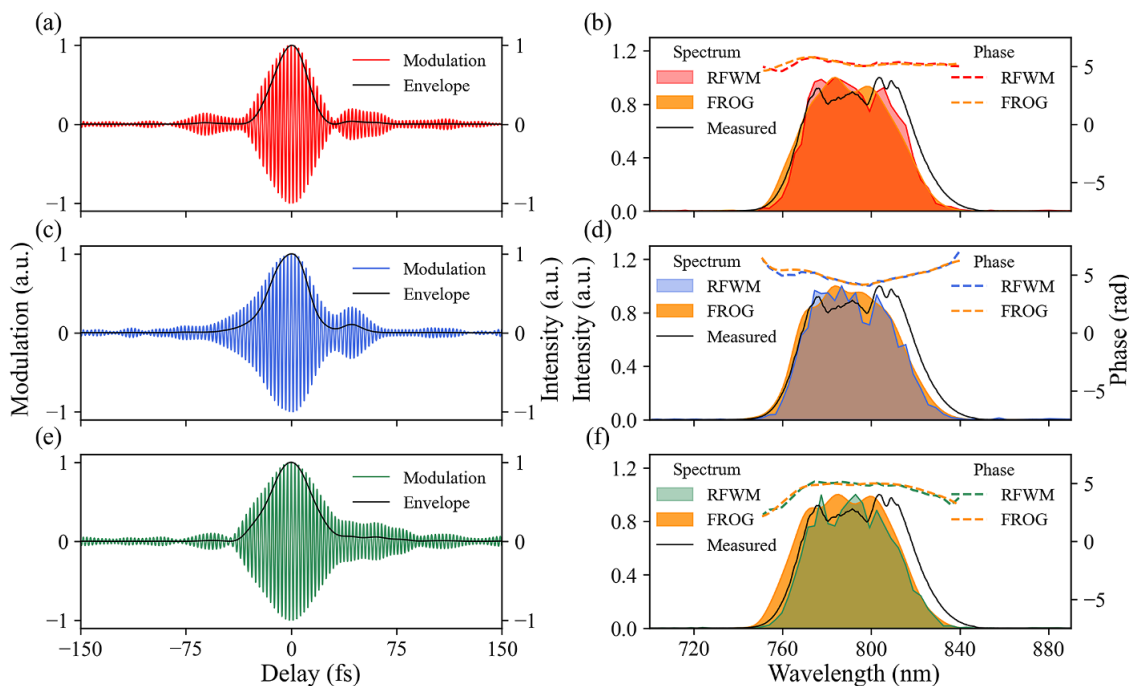 (a)
1
0
−1
1
0
−1
Modulation
Envelope
(b)
1.2
0.8
0.4
0.0
5
0
−5
Spectrum
RFWM
FROG
Measured
Phase
RFWM
FROG
(c)
1
0
−1
1
0
−1
Modulation
Envelope
(d)
1.2
0.8
0.4
0.0
5
0
−5
Spectrum
RFWM
FROG
Measured
Phase
RFWM
FROG
Modulation (a.u.)
Intensity (a.u.)
Intensity (a.u.)
Phase (rad)
(e)
1
0
−1
1
0
−1
Modulation
Envelope
−150 −75 0 75 150
Delay (fs)
(f)
1.2
0.8
0.4
0.0
5
0
−5
Spectrum
RFWM
FROG
Measured
Phase
RFWM
FROG
720 760 800 840 880
Wavelength (nm)